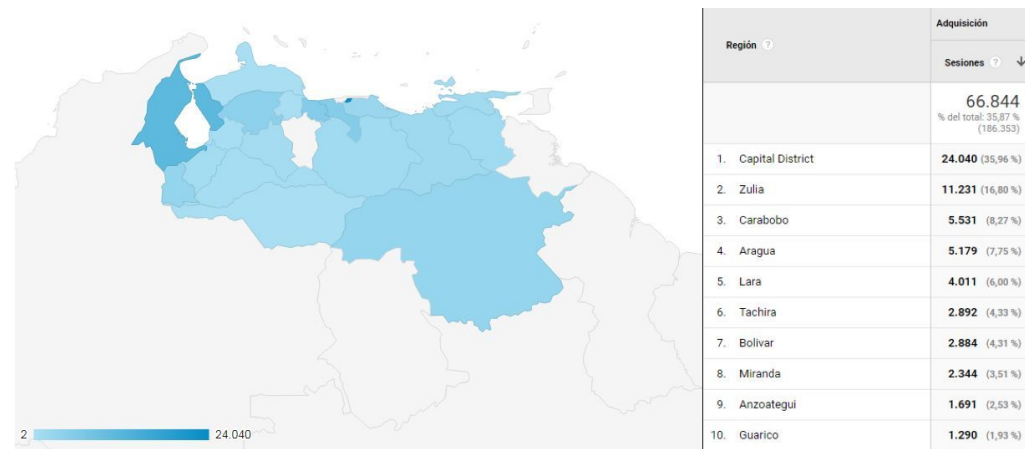 Región ?
Adquisición
Sesiones ? ↓
66.844
% del total: 35,87 %
(186.353)
1. Capital District 24.040 (35,96 %)
2. Zulia 11.231 (16,80 %)
3. Carabobo 5.531 (8,27 %)
4. Aragua 5.179 (7,75 %)
5. Lara 4.011 (6,00 %)
6. Tachira 2.892 (4,33 %)
7. Bolivar 2.884 (4,31 %)
8. Miranda 2.344 (3,51 %)
9. Anzoategui 1.691 (2,53 %)
10. Guarico 1.290 (1,93 %)
2 24.040